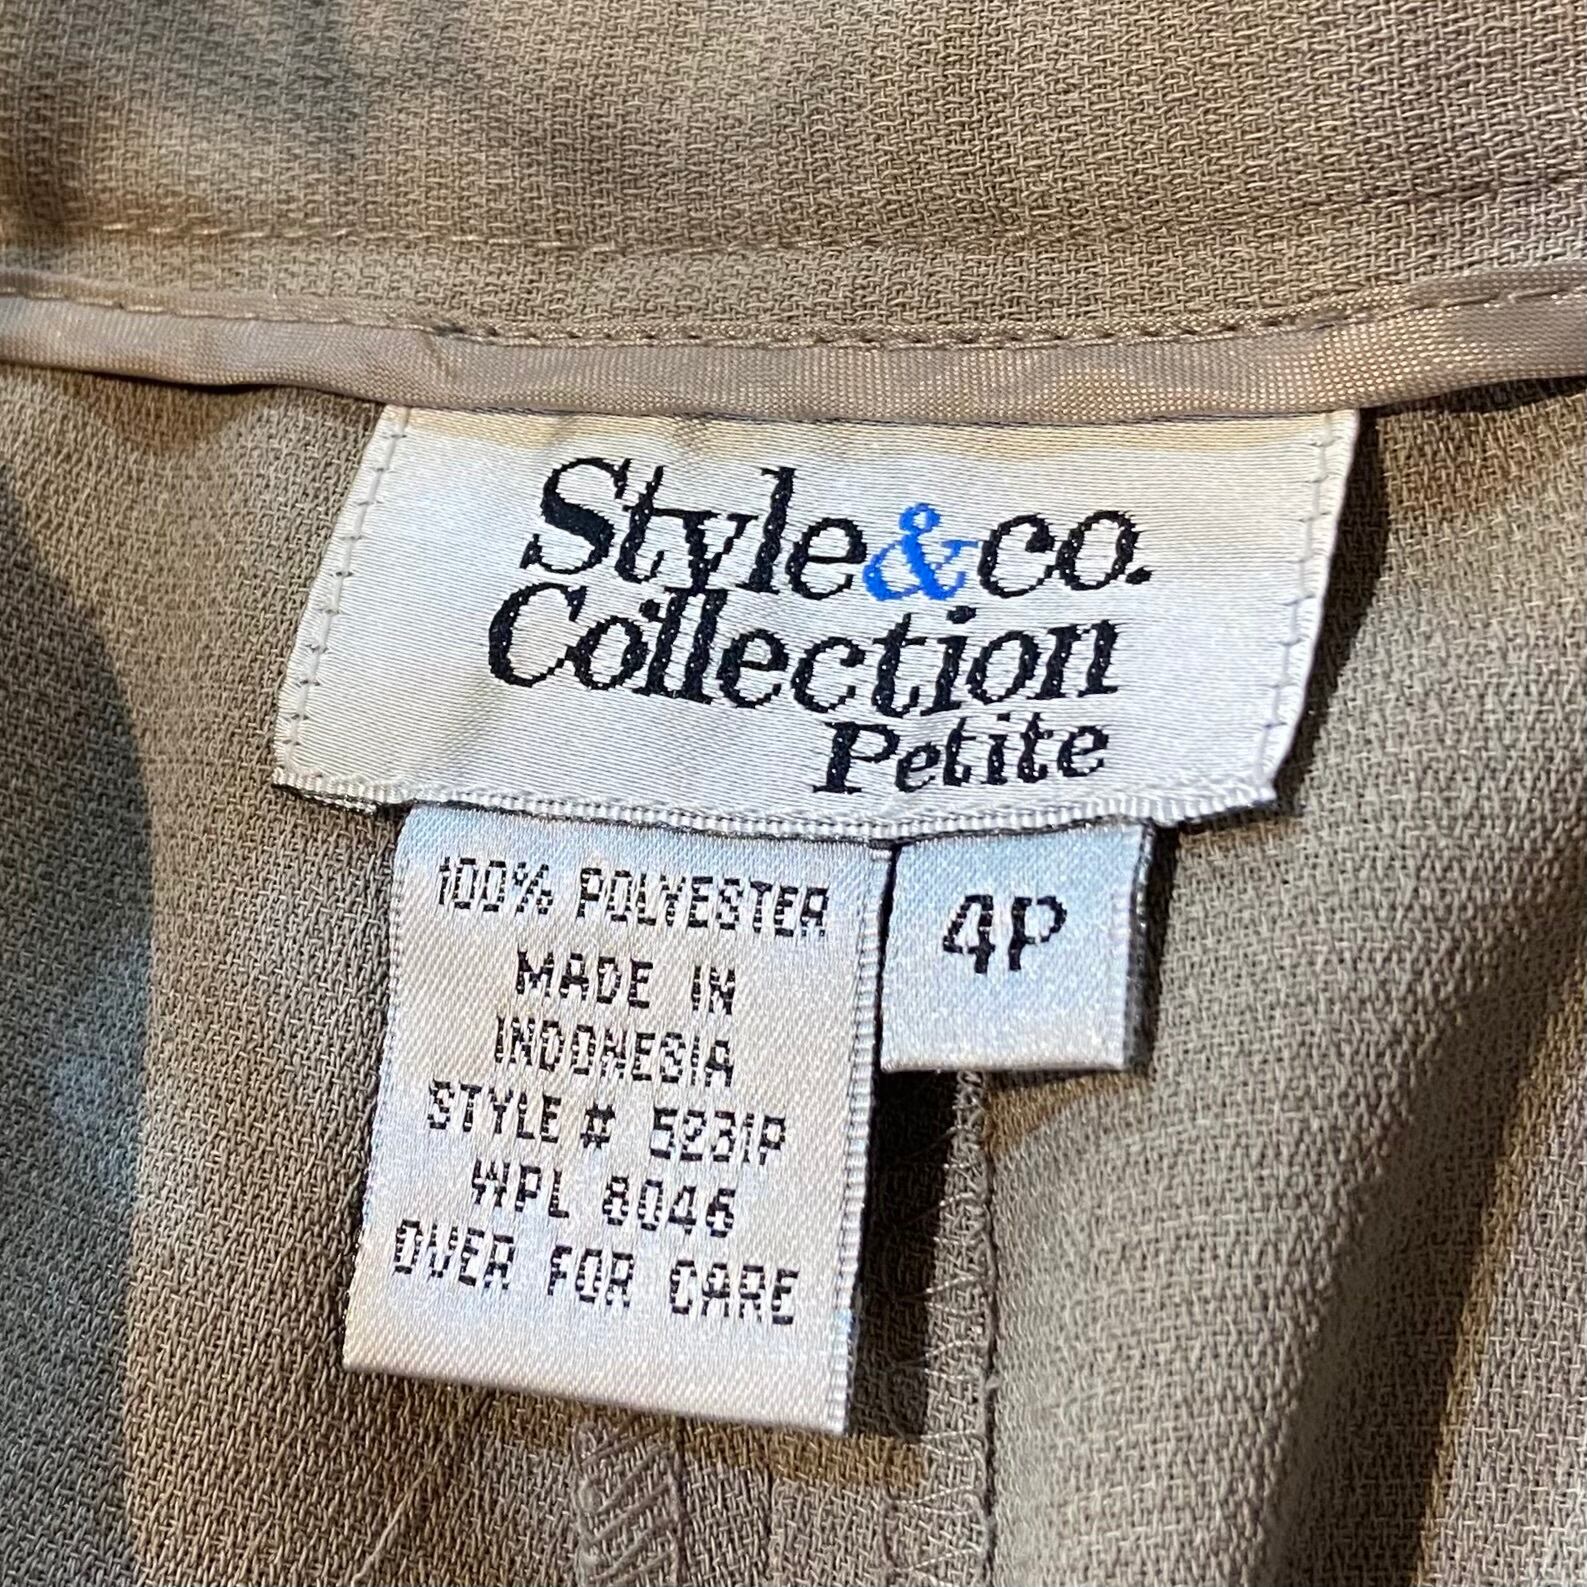 Style&co.
Collection
Petite
100% POLYESTER
MADE IN
INDONESIA
STYLE # 5231P
WPL 8046
OVER FOR CARE
4P